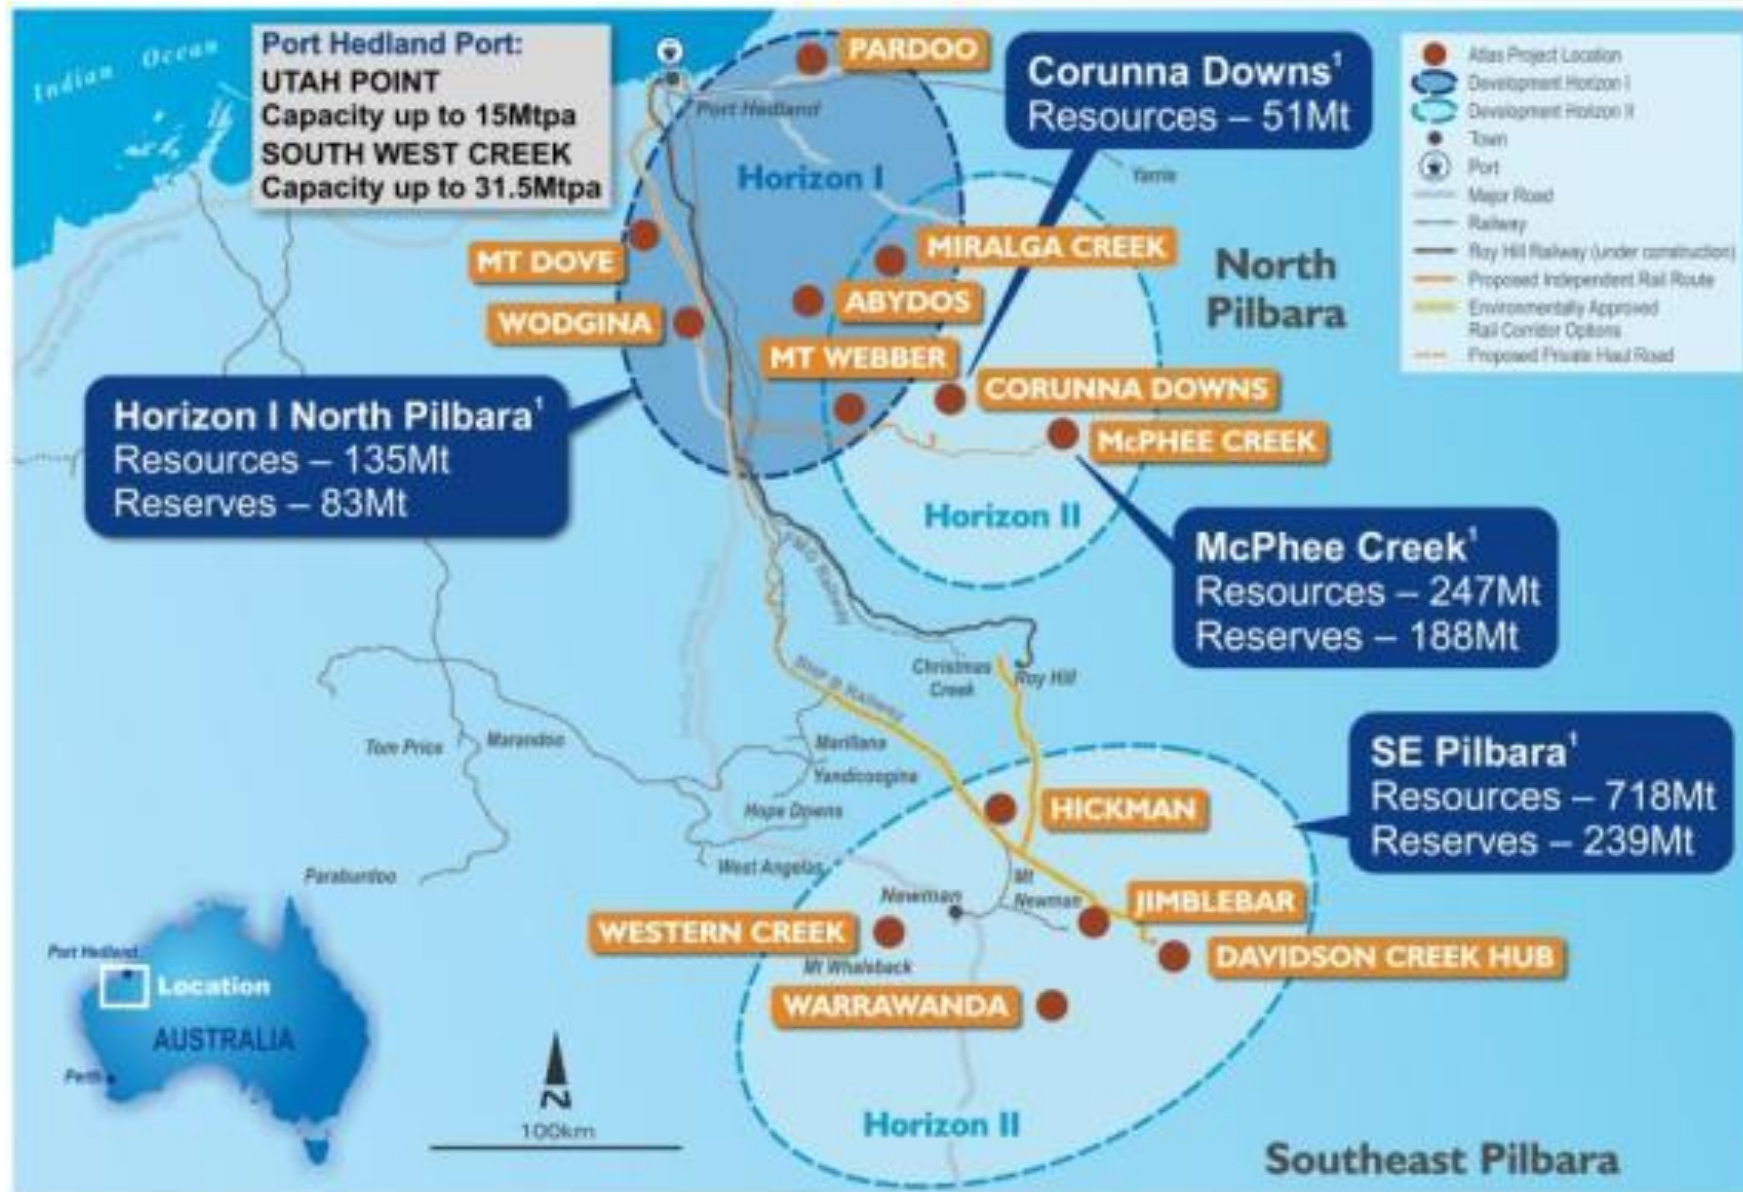 Indian Ocean
Port Hedland Port:
UTAH POINT
Capacity up to 15Mtpa
SOUTH WEST CREEK
Capacity up to 31.5Mtpa
PARDOO
Port Hedland
Corunna Downs¹
Resources – 51Mt
Atlas Project Location
Development Horizon I
Development Horizon II
Town
Port
Major Road
Railway
Roy Hill Railway (under construction)
Proposed Independent Rail Route
Environmentally Approved
Rail Corridor Options
Proposed Private Haul Road
Horizon I
Yarrie
MT DOVE
MIRALGA CREEK
North
Pilbara
WODGINA
ABYDOS
MT WEBBER
CORUNNA DOWNS
McPHEE CREEK
Horizon I North Pilbara¹
Resources – 135Mt
Reserves – 83Mt
Horizon II
McPhee Creek¹
Resources – 247Mt
Reserves – 188Mt
FMG Railway
Christmas
Creek
Roy Hill
BHP B Railway
Tom Price
Marandoo
Marillana
Yandicoogina
Hope Downs
West Angelas
Paraburdoo
SE Pilbara¹
Resources – 718Mt
Reserves – 239Mt
HICKMAN
Newman
Mt
Newman
JIMBLEBAR
WESTERN CREEK
Mt Whaleback
DAVIDSON CREEK HUB
WARRAWANDA
Horizon II
Southeast Pilbara
Port Hedland
Location
AUSTRALIA
Perth
N
100km